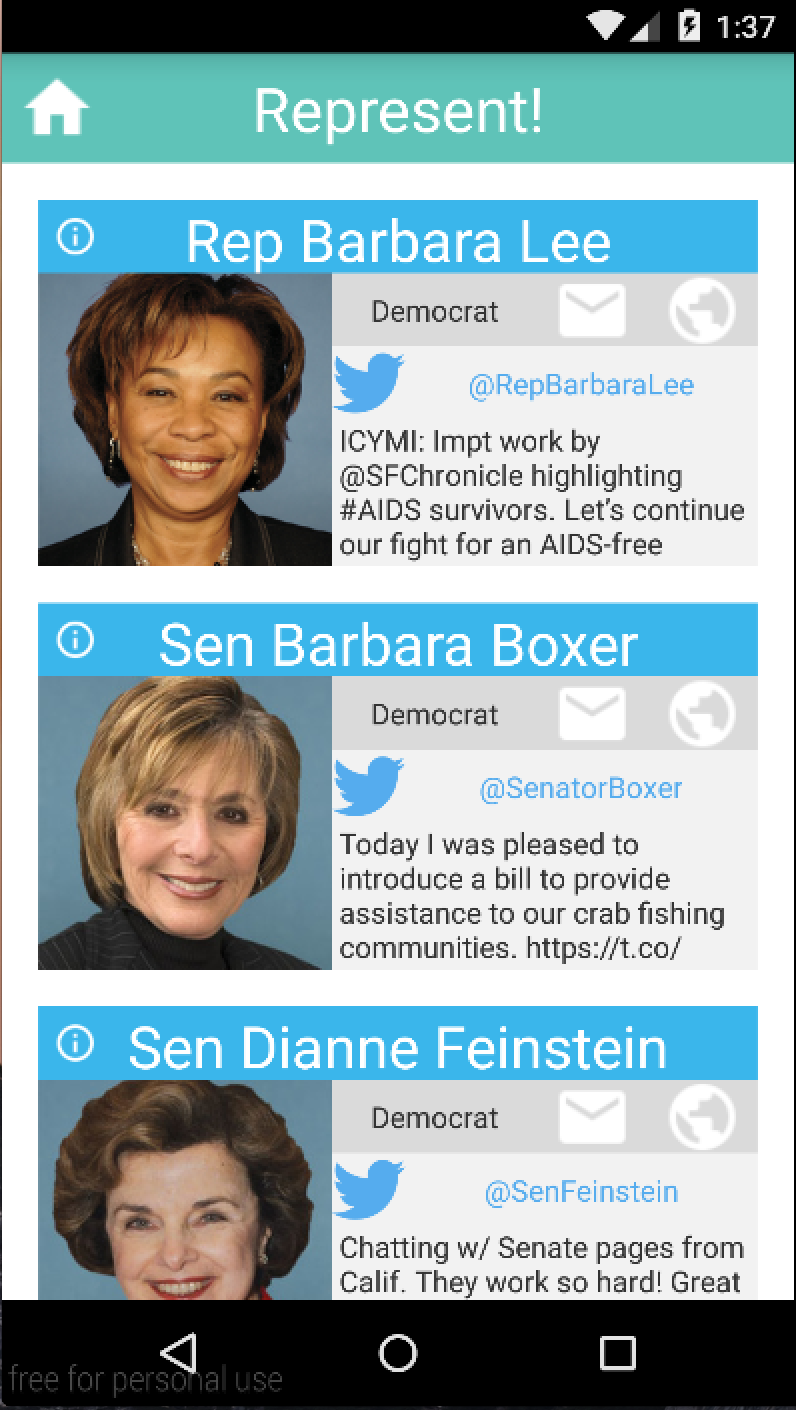 1:37
Represent!
Rep Barbara Lee
Democrat
@RepBarbaraLee
ICYMI: Impt work by
@SFChronicle highlighting
#AIDS survivors. Let's continue
our fight for an AIDS-free
Sen Barbara Boxer
Democrat
@SenatorBoxer
Today I was pleased to
introduce a bill to provide
assistance to our crab fishing
communities. https://t.co/
Sen Dianne Feinstein
Democrat
@SenFeinstein
Chatting w/ Senate pages from
Calif. They work so hard! Great
free for personal use